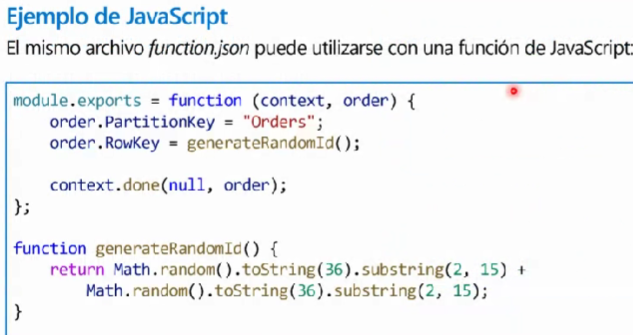 Ejemplo de JavaScript
El mismo archivo function.json puede utilizarse con una función de JavaScript:
module.exports = function (context, order) {
    order.PartitionKey = "Orders";
    order.RowKey = generateRandomId();
    context.done(null, order);
};
function generateRandomId() {
    return Math.random().toString(36).substring(2, 15) +
        Math.random().toString(36).substring(2, 15);
}